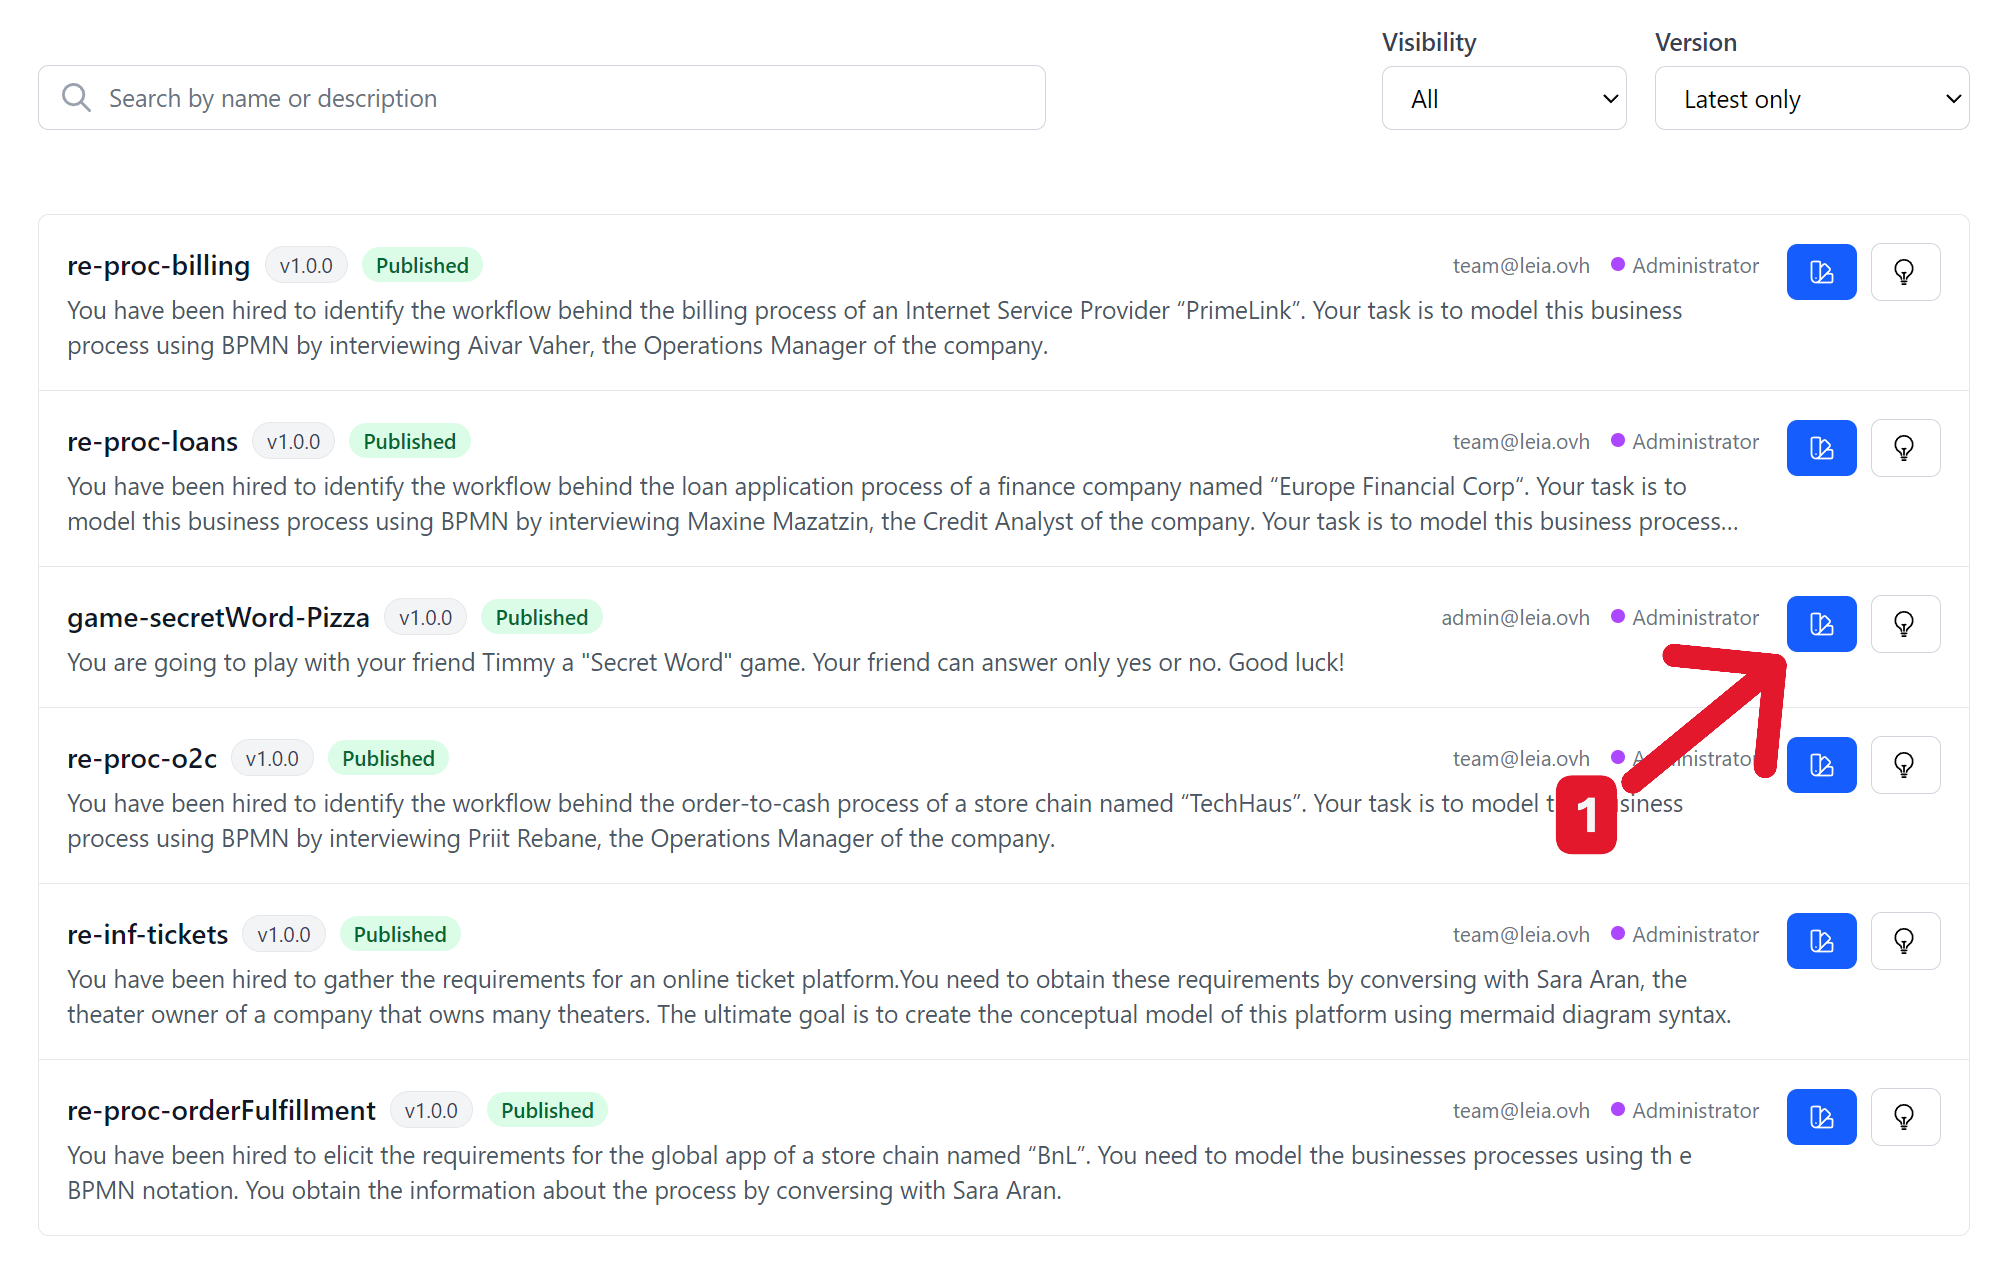 Visibility
Version
Search by name or description
All
Latest only
re-proc-billing v1.0.0 Published team@leia.ovh Administrator
You have been hired to identify the workflow behind the billing process of an Internet Service Provider “PrimeLink”. Your task is to model this business
process using BPMN by interviewing Aivar Vaher, the Operations Manager of the company.
re-proc-loans v1.0.0 Published team@leia.ovh Administrator
You have been hired to identify the workflow behind the loan application process of a finance company named “Europe Financial Corp“. Your task is to
model this business process using BPMN by interviewing Maxine Mazatzin, the Credit Analyst of the company. Your task is to model this business process...
game-secretWord-Pizza v1.0.0 Published admin@leia.ovh Administrator
You are going to play with your friend Timmy a "Secret Word" game. Your friend can answer only yes or no. Good luck!
re-proc-o2c v1.0.0 Published team@leia.ovh
You have been hired to identify the workflow behind the order-to-cash process of a store chain named “TechHaus”. Your task is to model
1
process using BPMN by interviewing Priit Rebane, the Operations Manager of the company.
re-inf-tickets v1.0.0 Published team@leia.ovh Administrator
You have been hired to gather the requirements for an online ticket platform.You need to obtain these requirements by conversing with Sara Aran, the
theater owner of a company that owns many theaters. The ultimate goal is to create the conceptual model of this platform using mermaid diagram syntax.
re-proc-orderFulfillment v1.0.0 Published team@leia.ovh Administrator
You have been hired to elicit the requirements for the global app of a store chain named “BnL”. You need to model the businesses processes using th e
BPMN notation. You obtain the information about the process by conversing with Sara Aran.